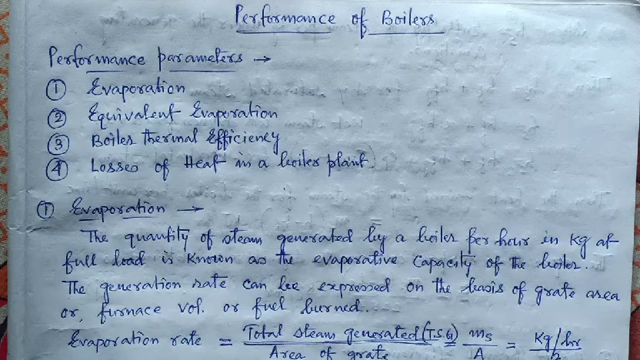 Performance of Boilers
Performance parameters →
① Evaporation
② Equivalent Evaporation
③ Boiler thermal Efficiency
④ Losses of Heat in a boiler plant.
① Evaporation →
The quantity of steam generated by a boiler per hour in Kg at
full load is known as the evaporative capacity of the boiler.
The generation rate can be expressed on the basis of grate area
or, furnace vol. or fuel burned.
Evaporation rate = Total steam generated (T.S.G) / Area of grate = ms / A = Kg/hr